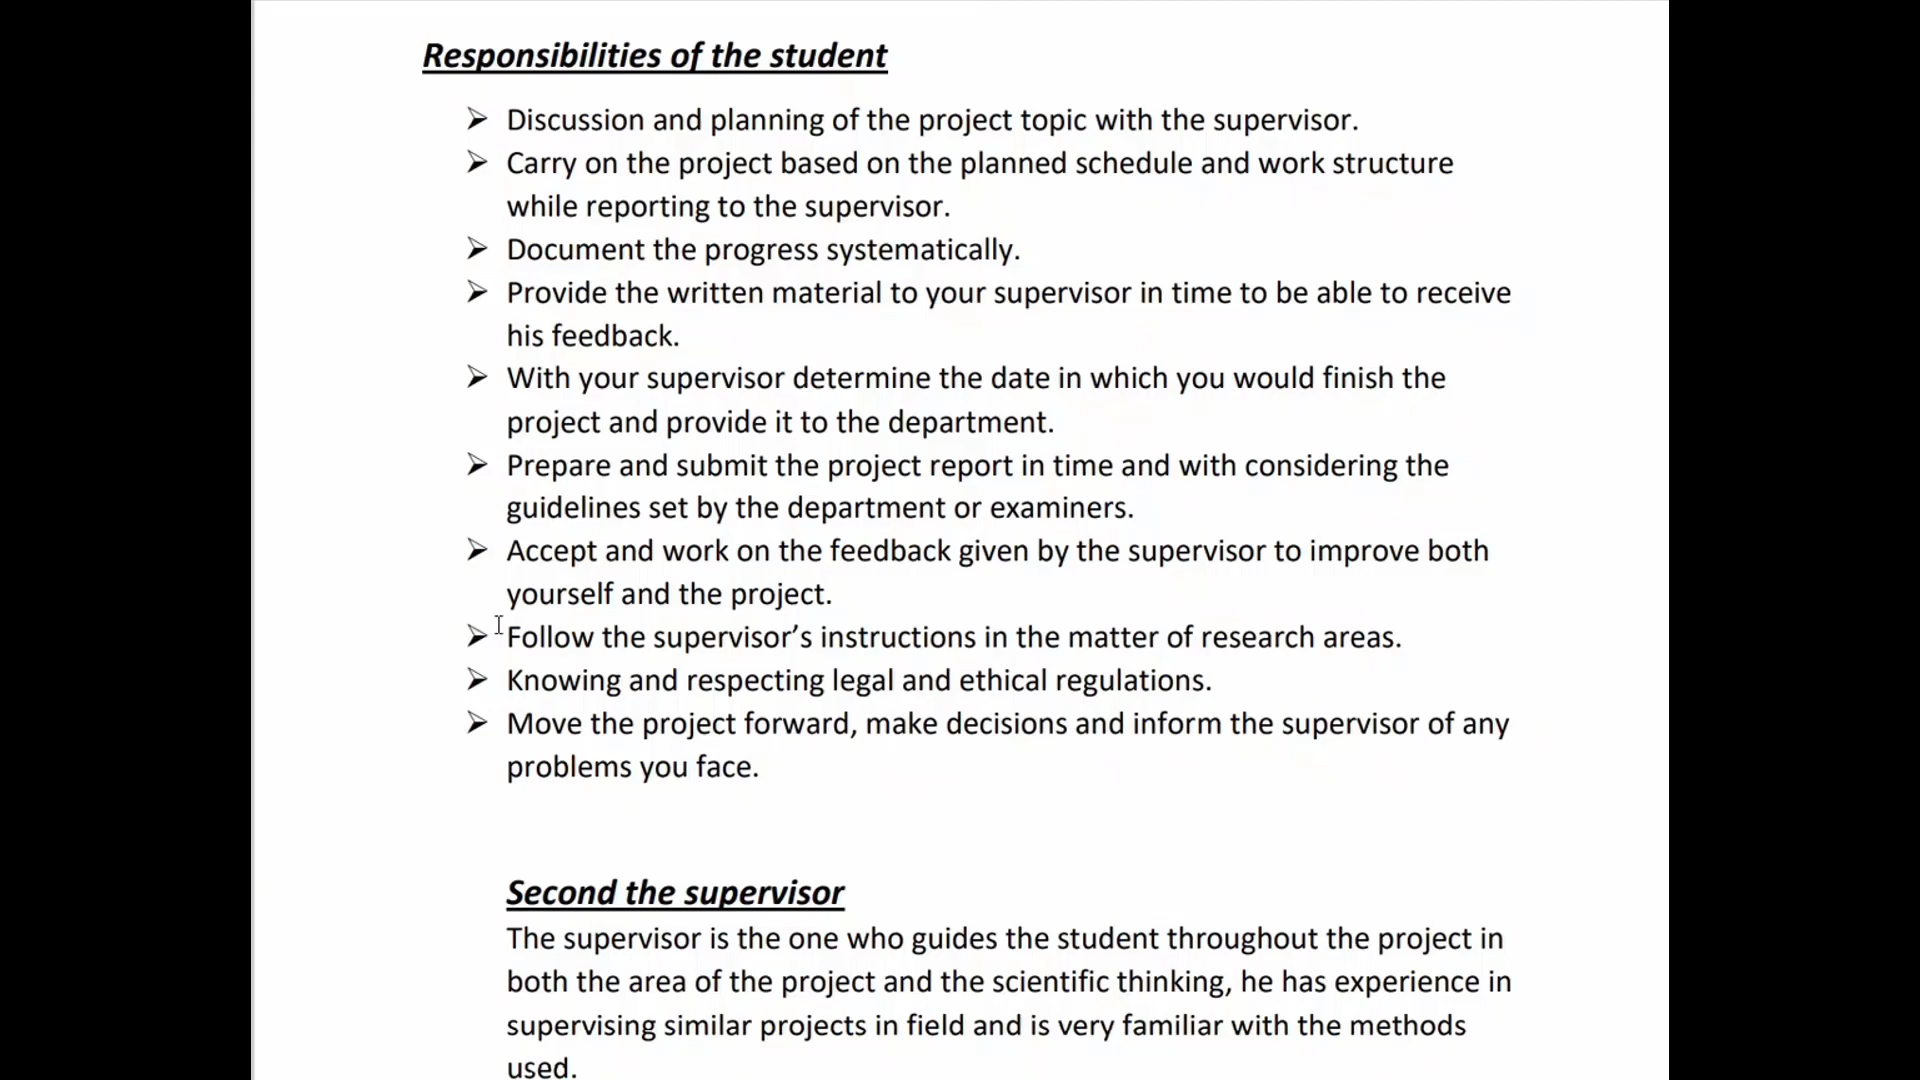 Responsibilities of the student
➢ Discussion and planning of the project topic with the supervisor.
➢ Carry on the project based on the planned schedule and work structure
while reporting to the supervisor.
➢ Document the progress systematically.
➢ Provide the written material to your supervisor in time to be able to receive
his feedback.
➢ With your supervisor determine the date in which you would finish the
project and provide it to the department.
➢ Prepare and submit the project report in time and with considering the
guidelines set by the department or examiners.
➢ Accept and work on the feedback given by the supervisor to improve both
yourself and the project.
➢ Follow the supervisor’s instructions in the matter of research areas.
➢ Knowing and respecting legal and ethical regulations.
➢ Move the project forward, make decisions and inform the supervisor of any
problems you face.
Second the supervisor
The supervisor is the one who guides the student throughout the project in
both the area of the project and the scientific thinking, he has experience in
supervising similar projects in field and is very familiar with the methods
used.